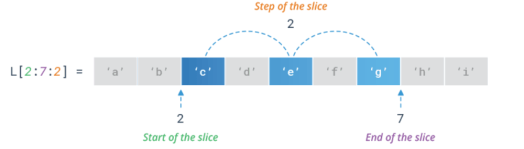 Step of the slice
2
L[2:7:2] = 'a' 'b' 'c' 'd' 'e' 'f' 'g' 'h' 'i'
2 7
Start of the slice End of the slice